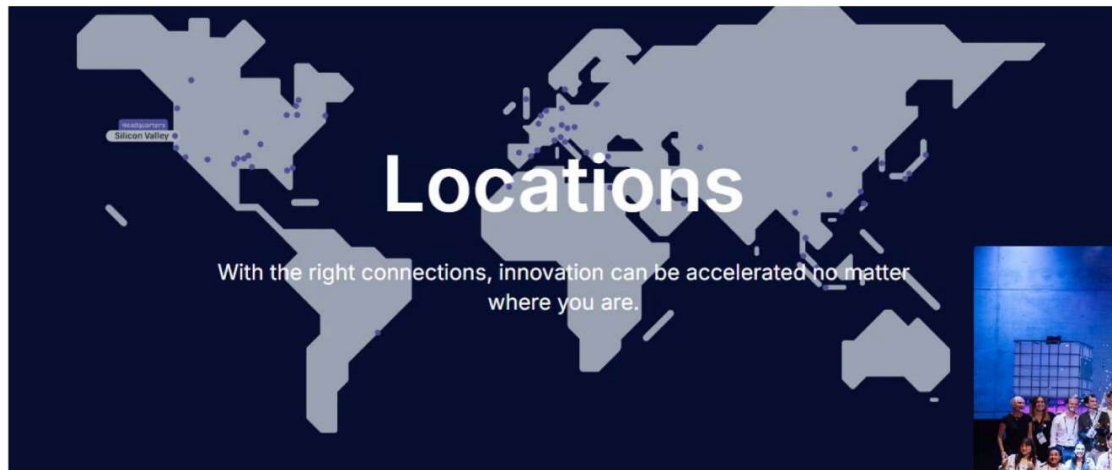 Headquarters
Silicon Valley
Locations
With the right connections, innovation can be accelerated no matter
where you are.